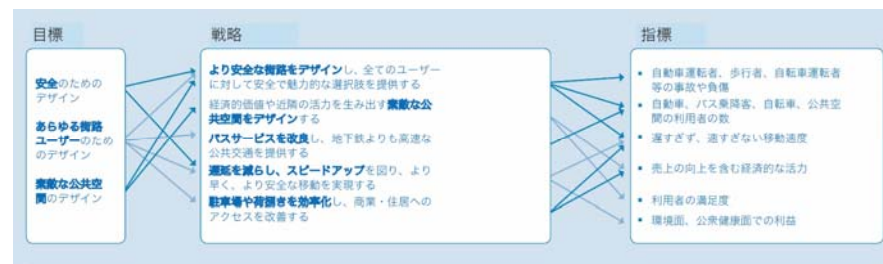 目標
安全のための
デザイン
あらゆる街路
ユーザーのため
のデザイン
素敵な公共空
間のデザイン
戦略
より安全な街路をデザインし、全てのユーザー
に対して安全で魅力的な選択肢を提供する
経済的価値や近隣の活力を生み出す素敵な公
共空間をデザインする
バスサービスを改良し、地下鉄よりも高速な
公共交通を提供する
遅延を減らし、スピードアップを図り、より
早く、より安全な移動を実現する
駐車場や荷捌きを効率化し、商業・住居への
アクセスを改善する
指標
• 自動車運転者、歩行者、自転車運転者
等の事故や負傷
• 自動車、バス乗降客、自転車、公共空
間の利用者の数
• 遅すぎず、速すぎない移動速度
• 売上の向上を含む経済的な活力
• 利用者の満足度
• 環境面、公衆健康面での利益